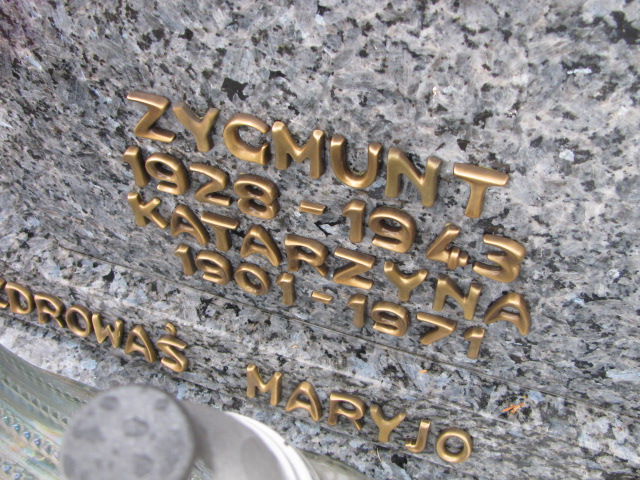 ZYGMUNT
1928 - 1943
KATARZYNA
1901 - 1971
ZDROWAŚ MARYJO